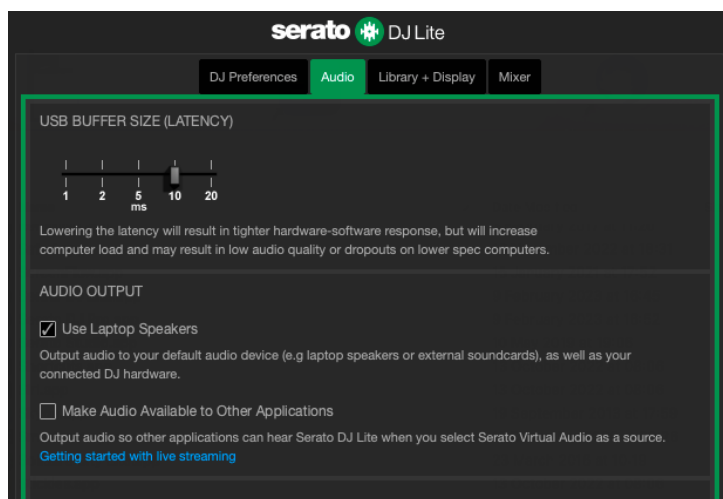 serato DJ Lite
DJ Preferences Audio Library + Display Mixer
USB BUFFER SIZE (LATENCY)
1 2 5 10 20
ms
Lowering the latency will result in tighter hardware-software response, but will increase
computer load and may result in low audio quality or dropouts on lower spec computers.
AUDIO OUTPUT
Use Laptop Speakers
Output audio to your default audio device (e.g laptop speakers or external soundcards), as well as your
connected DJ hardware.
Make Audio Available to Other Applications
Output audio so other applications can hear Serato DJ Lite when you select Serato Virtual Audio as a source.
Getting started with live streaming